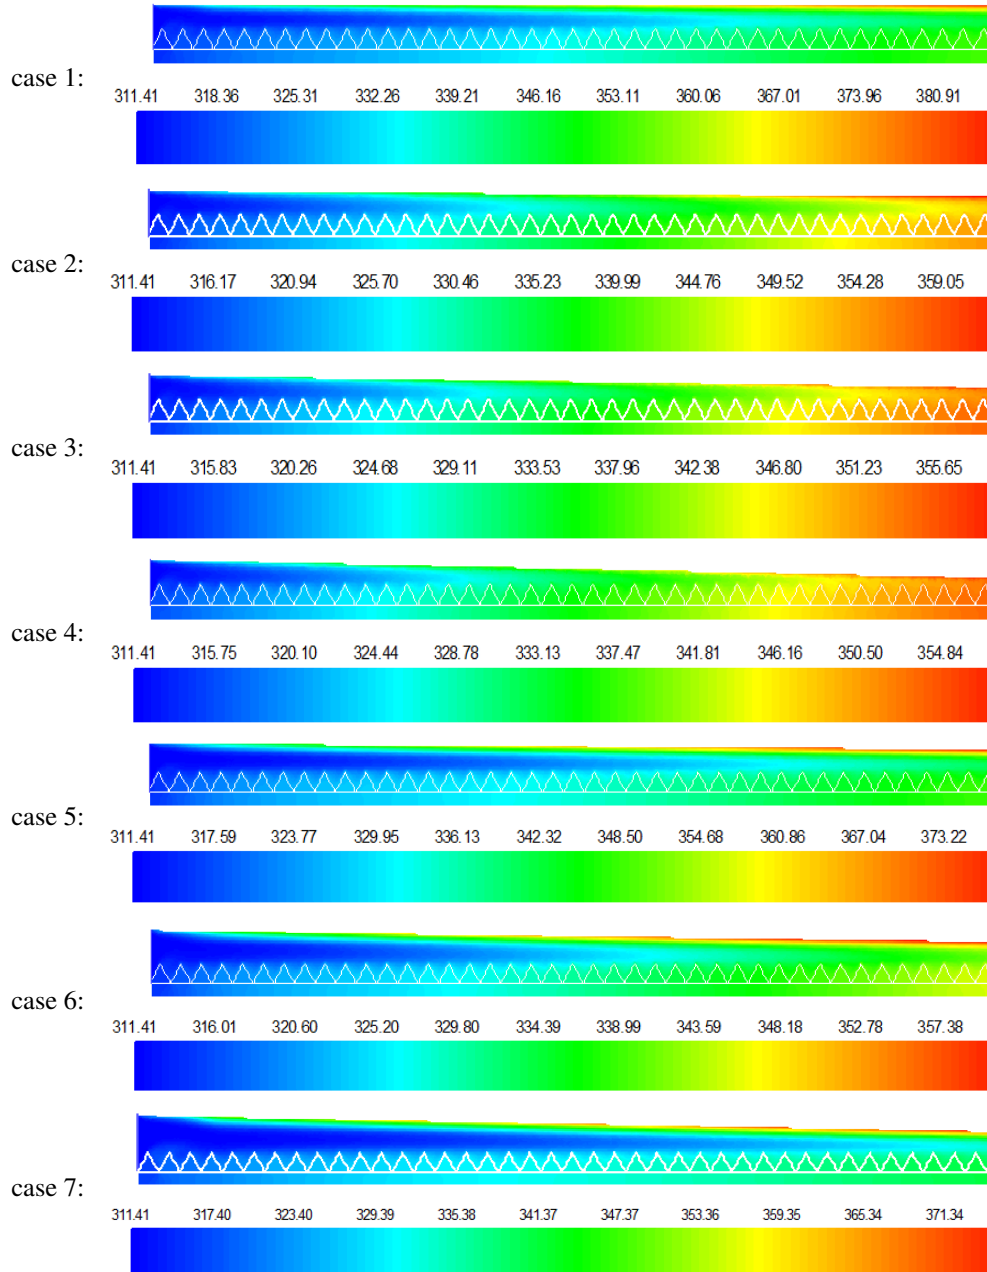 case 1:
311.41 318.36 325.31 332.26 339.21 346.16 353.11 360.06 367.01 373.96 380.91
case 2:
311.41 316.17 320.94 325.70 330.46 335.23 339.99 344.76 349.52 354.28 359.05
case 3:
311.41 315.83 320.26 324.68 329.11 333.53 337.96 342.38 346.80 351.23 355.65
case 4:
311.41 315.75 320.10 324.44 328.78 333.13 337.47 341.81 346.16 350.50 354.84
case 5:
311.41 317.59 323.77 329.95 336.13 342.32 348.50 354.68 360.86 367.04 373.22
case 6:
311.41 316.01 320.60 325.20 329.80 334.39 338.99 343.59 348.18 352.78 357.38
case 7:
311.41 317.40 323.40 329.39 335.38 341.37 347.37 353.36 359.35 365.34 371.34